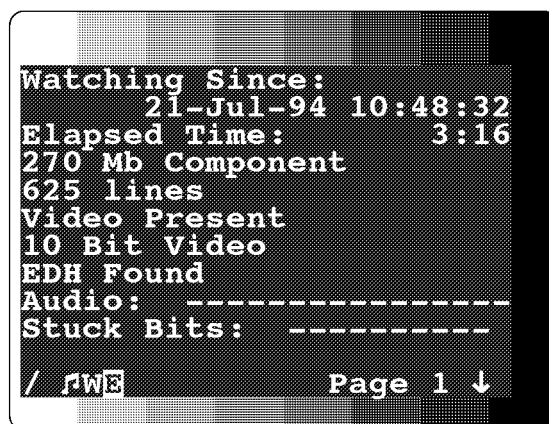 Watching Since:
21-Jul-94 10:48:32
Elapsed Time: 3:16
270 Mb Component
625 lines
Video Present
10 Bit Video
EDH Found
Audio: ----------------
Stuck Bits: ----------
/ ♫WE Page 1 ↓